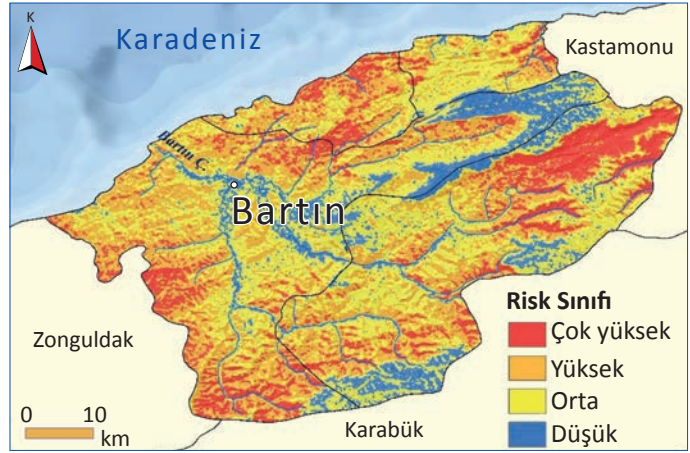 K
Karadeniz
Kastamonu
Bartın Ç.
Bartın
Zonguldak
Karabük
0 10
km
Risk Sınıfı
Çok yüksek
Yüksek
Orta
Düşük